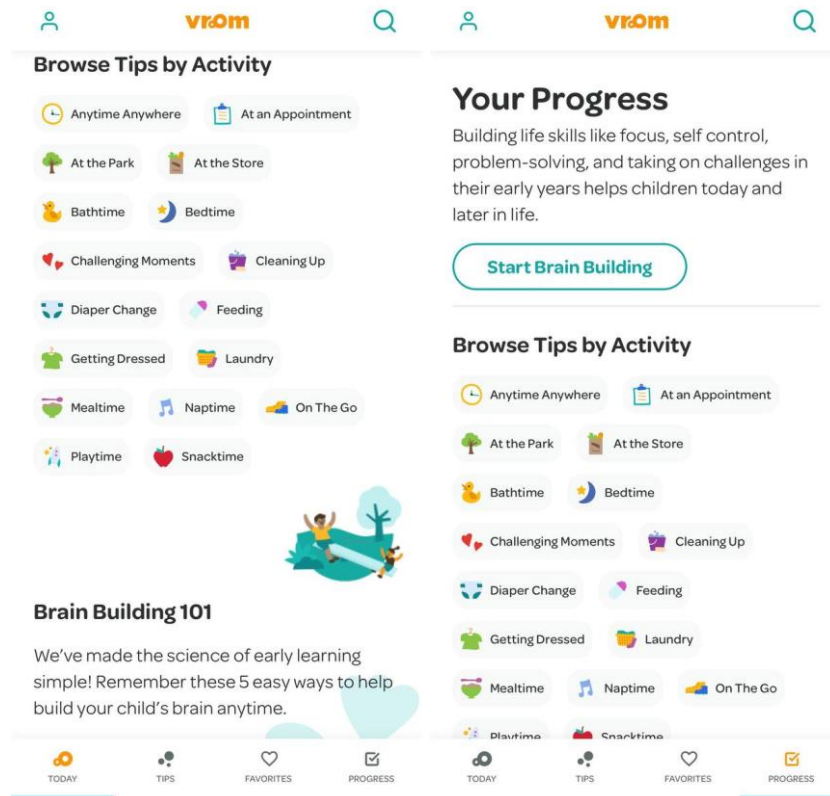 vroom
Browse Tips by Activity
Anytime Anywhere
At an Appointment
At the Park
At the Store
Bathtime
Bedtime
Challenging Moments
Cleaning Up
Diaper Change
Feeding
Getting Dressed
Laundry
Mealtime
Naptime
On The Go
Playtime
Snacktime
Brain Building 101
We've made the science of early learning
simple! Remember these 5 easy ways to help
build your child's brain anytime.
TODAY
TIPS
FAVORITES
PROGRESS
vroom
Your Progress
Building life skills like focus, self control,
problem-solving, and taking on challenges in
their early years helps children today and
later in life.
Start Brain Building
Browse Tips by Activity
Anytime Anywhere
At an Appointment
At the Park
At the Store
Bathtime
Bedtime
Challenging Moments
Cleaning Up
Diaper Change
Feeding
Getting Dressed
Laundry
Mealtime
Naptime
On The Go
Playtime
Snacktime
TODAY
TIPS
FAVORITES
PROGRESS